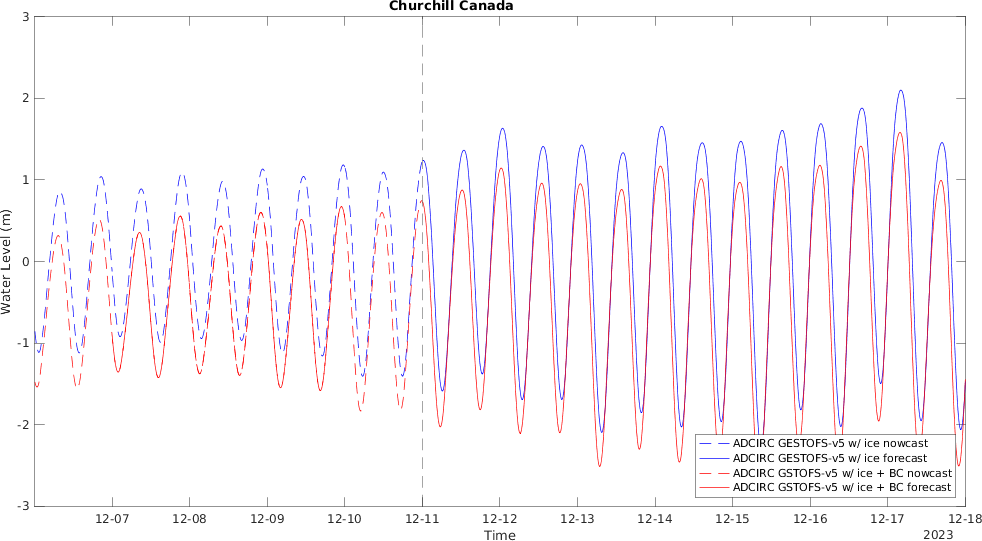 Churchill Canada
3
2
1
0
-1
-2
-3
Water Level (m)
12-07
12-08
12-09
12-10
12-11
12-12
12-13
12-14
12-15
12-16
12-17
12-18
Time
2023
ADCIRC GESTOFS-v5 w/ ice nowcast
ADCIRC GESTOFS-v5 w/ ice forecast
ADCIRC GSTOFS-v5 w/ ice + BC nowcast
ADCIRC GSTOFS-v5 w/ ice + BC forecast